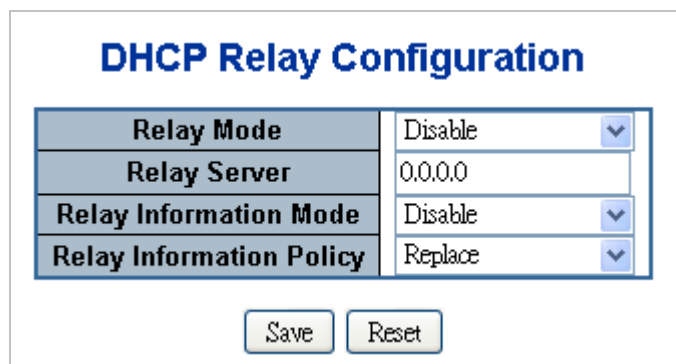 DHCP Relay Configuration
Relay Mode Disable
Relay Server 0.0.0.0
Relay Information Mode Disable
Relay Information Policy Replace
Save Reset